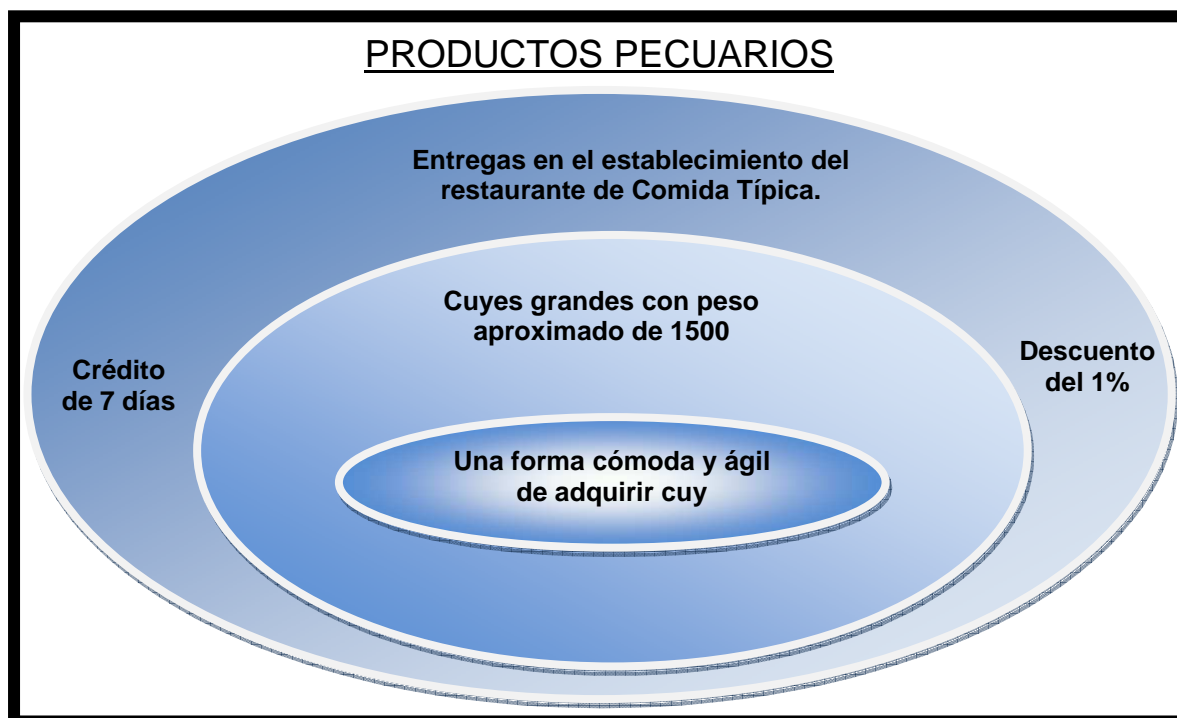 PRODUCTOS PECUARIOS
Entregas en el establecimiento del
restaurante de Comida Típica.
Cuyes grandes con peso
aproximado de 1500
Crédito
de 7 días
Descuento
del 1%
Una forma cómoda y ágil
de adquirir cuy